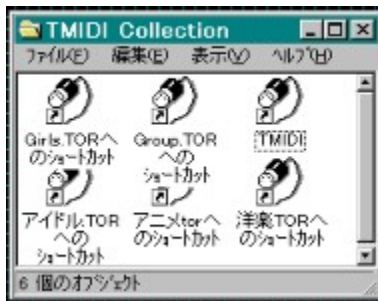 TMIDI Collection
ファイル(F) 編集(E) 表示(V) ヘルプ(H)
Girls.TORへ
のショートカット
Group.TOR
への
ショートカット
TMIDI
アイドル.TOR
への
ショートカット
アニメtorへ
のショートカット
洋楽TORへ
のショートカット
6 個のオブジェクト